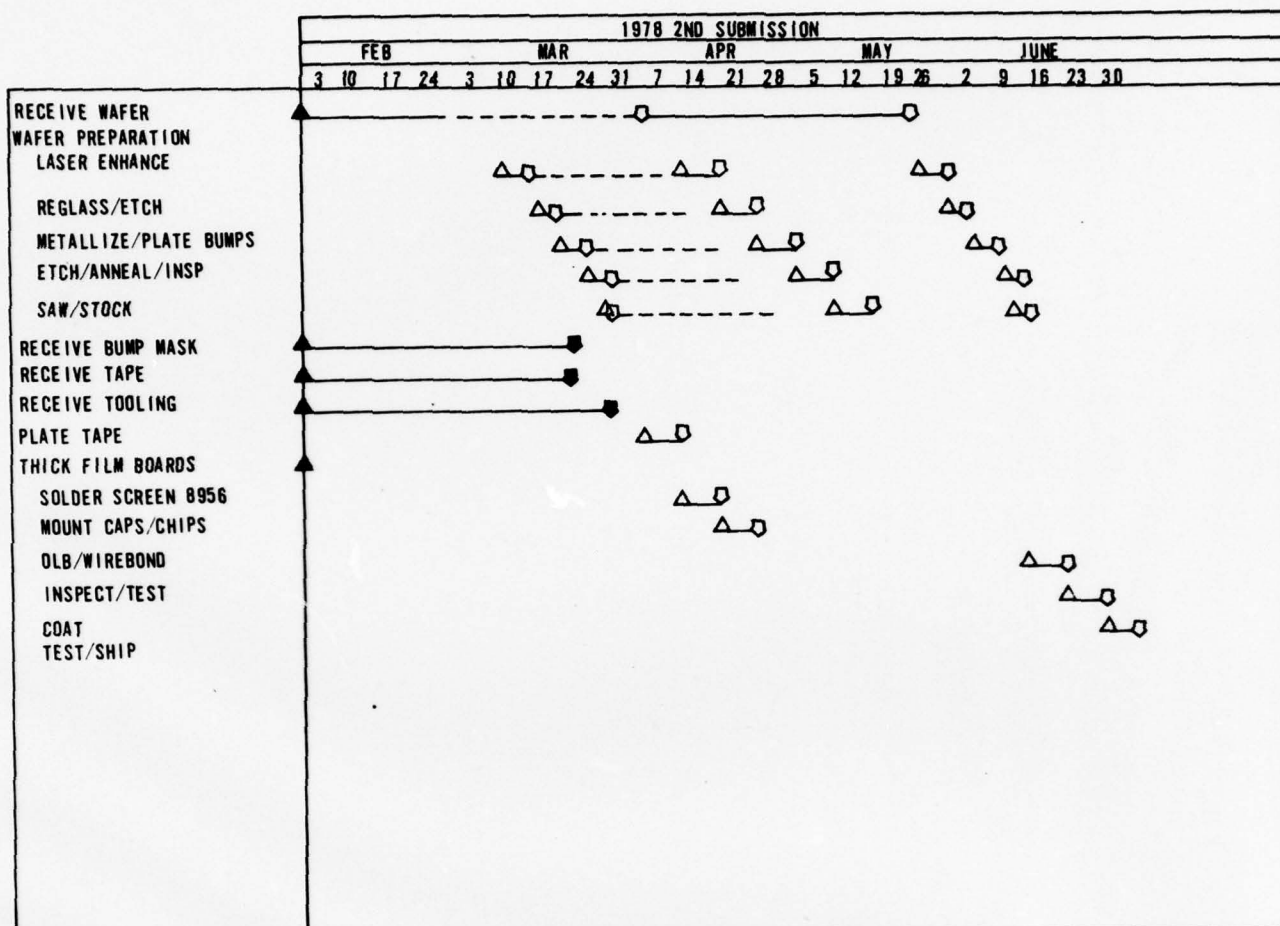 1978 2ND SUBMISSION
FEB MAR APR MAY JUNE
3 10 17 24 3 10 17 24 31 7 14 21 28 5 12 19 26 2 9 16 23 30
RECEIVE WAFER
WAFER PREPARATION
LASER ENHANCE
REGLASS/ETCH
METALLIZE/PLATE BUMPS
ETCH/ANNEAL/INSP
SAW/STOCK
RECEIVE BUMP MASK
RECEIVE TAPE
RECEIVE TOOLING
PLATE TAPE
THICK FILM BOARDS
SOLDER SCREEN 8956
MOUNT CAPS/CHIPS
OLB/WIREBOND
INSPECT/TEST
COAT
TEST/SHIP